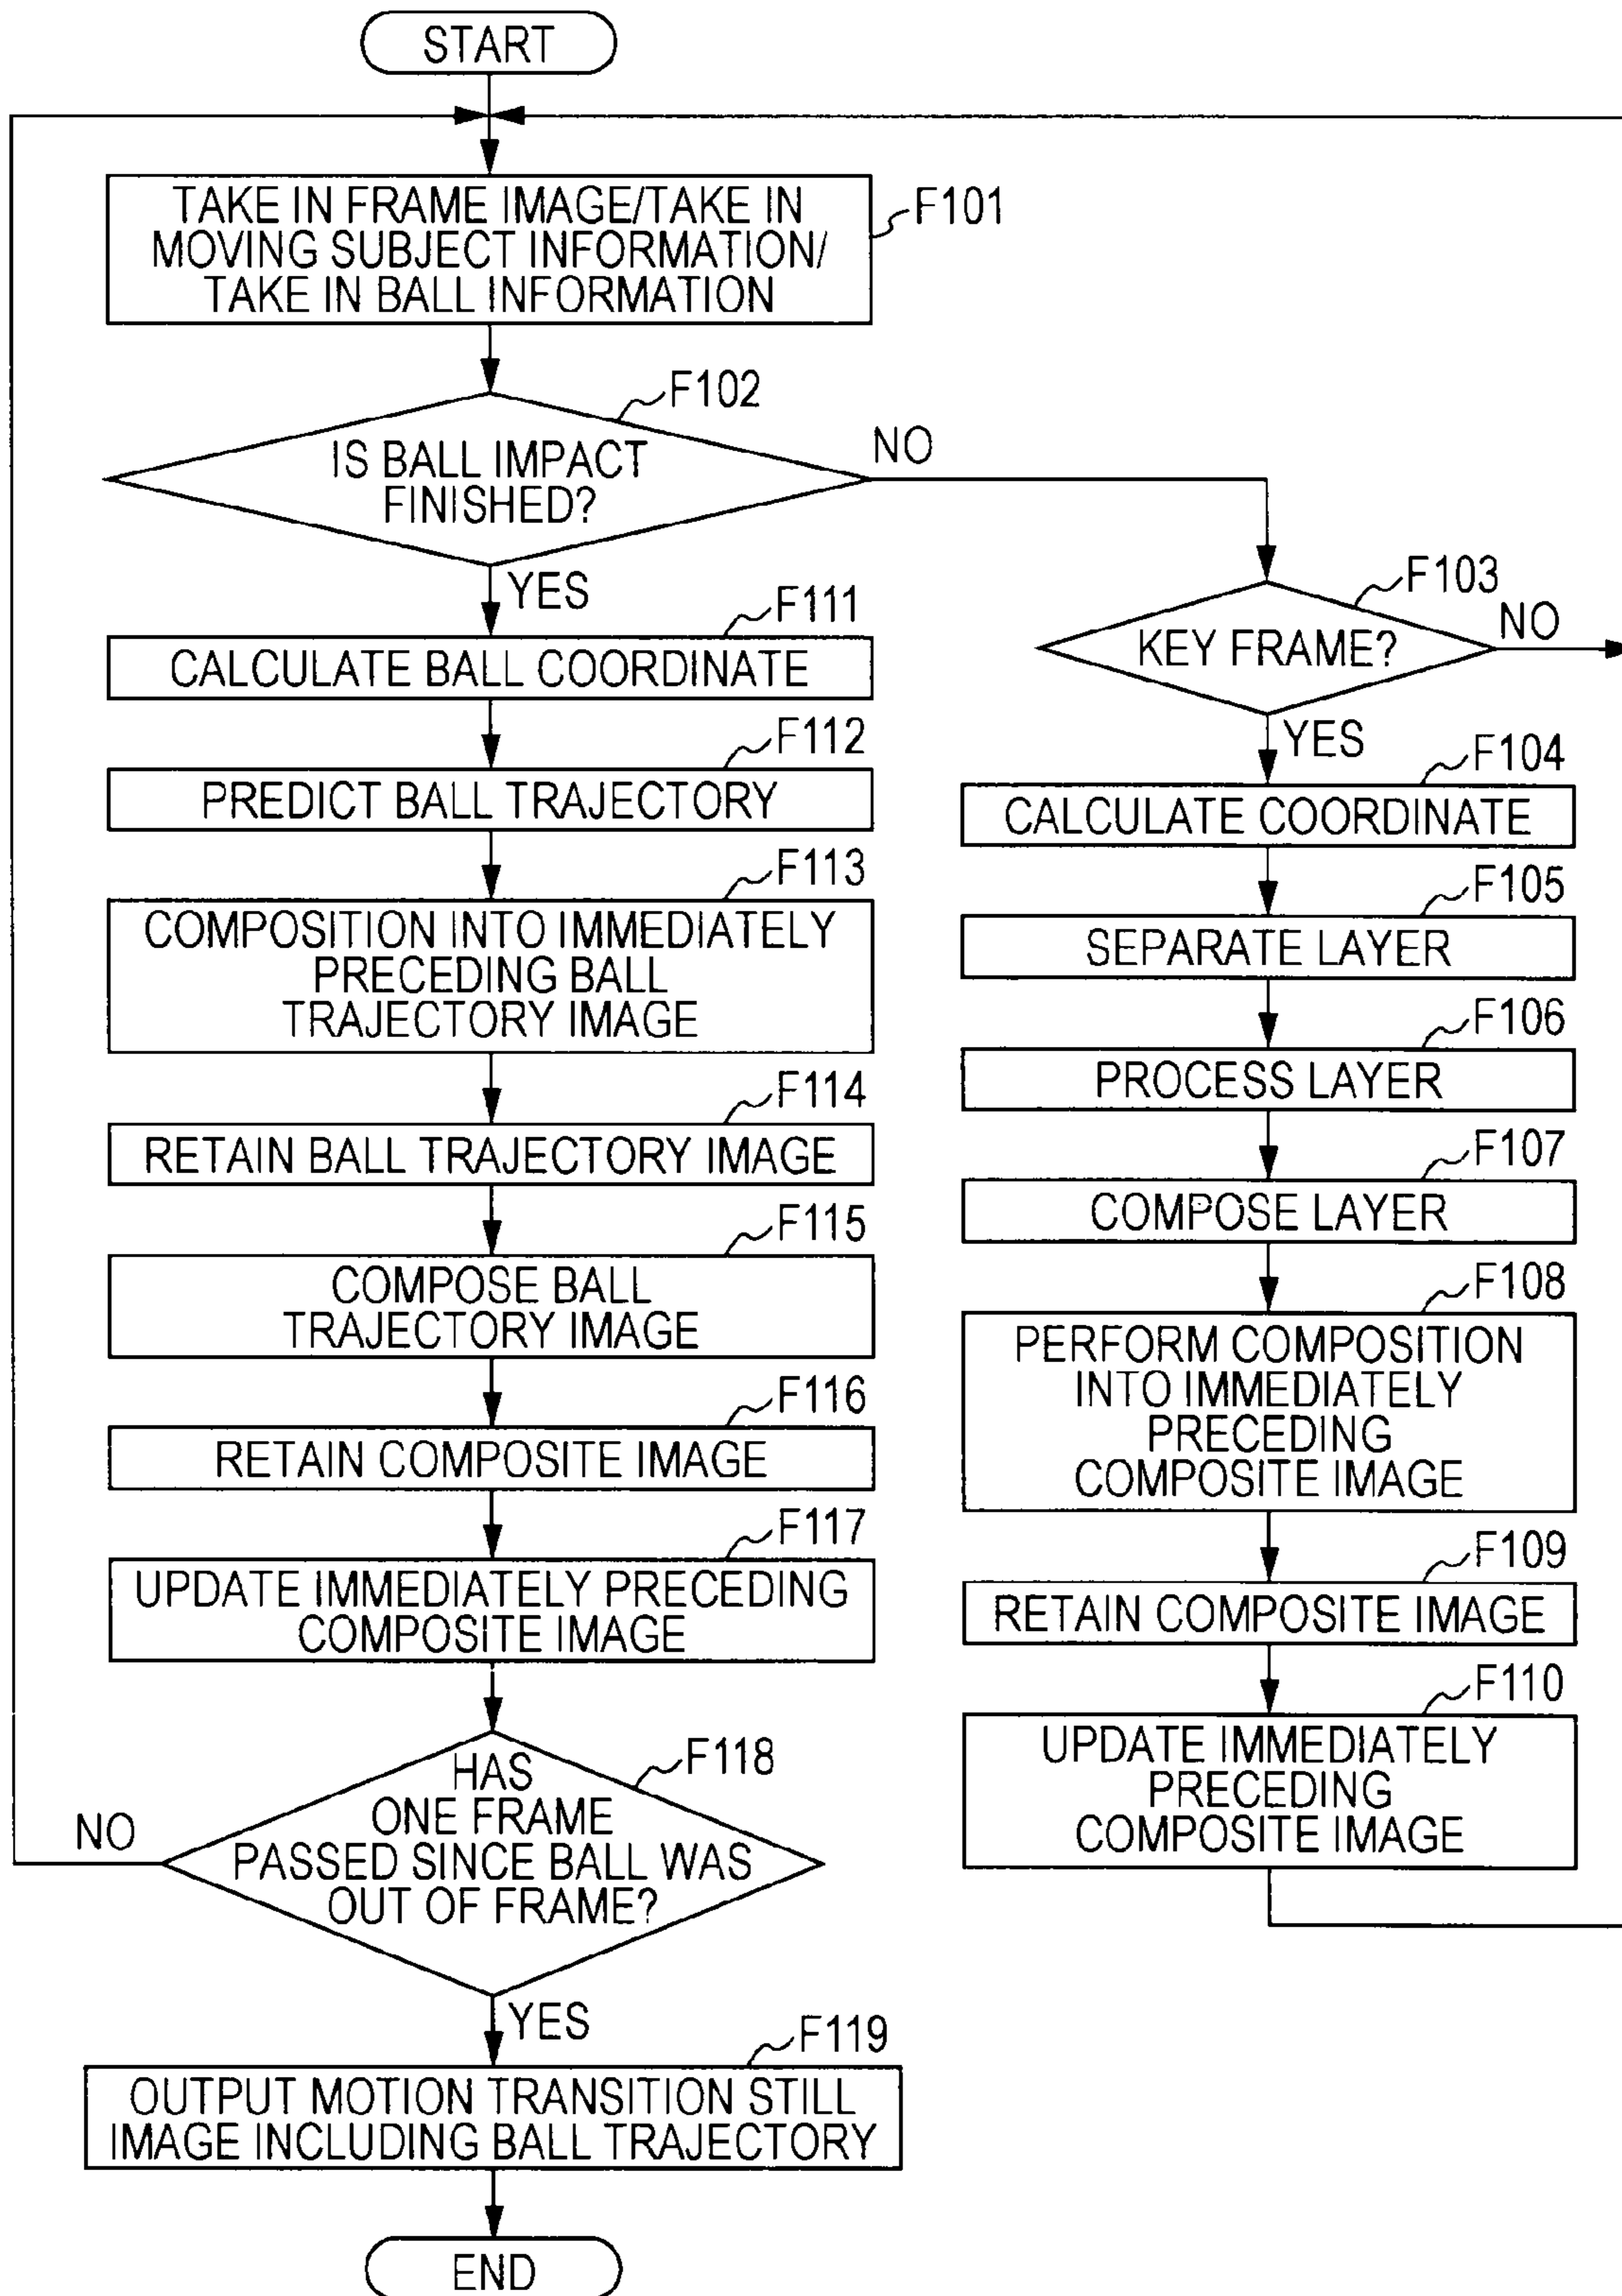 START
TAKE IN FRAME IMAGE/TAKE IN
MOVING SUBJECT INFORMATION/
TAKE IN BALL INFORMATION
F101
F102
IS BALL IMPACT
FINISHED?
NO
YES
F111
CALCULATE BALL COORDINATE
F112
PREDICT BALL TRAJECTORY
F113
COMPOSITION INTO IMMEDIATELY
PRECEDING BALL
TRAJECTORY IMAGE
F114
RETAIN BALL TRAJECTORY IMAGE
F115
COMPOSE BALL
TRAJECTORY IMAGE
F116
RETAIN COMPOSITE IMAGE
F117
UPDATE IMMEDIATELY PRECEDING
COMPOSITE IMAGE
F118
HAS
ONE FRAME
PASSED SINCE BALL WAS
OUT OF FRAME?
NO
YES
F119
OUTPUT MOTION TRANSITION STILL
IMAGE INCLUDING BALL TRAJECTORY
END
F103
KEY FRAME?
NO
YES
F104
CALCULATE COORDINATE
F105
SEPARATE LAYER
F106
PROCESS LAYER
F107
COMPOSE LAYER
F108
PERFORM COMPOSITION
INTO IMMEDIATELY
PRECEDING
COMPOSITE IMAGE
F109
RETAIN COMPOSITE IMAGE
F110
UPDATE IMMEDIATELY
PRECEDING
COMPOSITE IMAGE